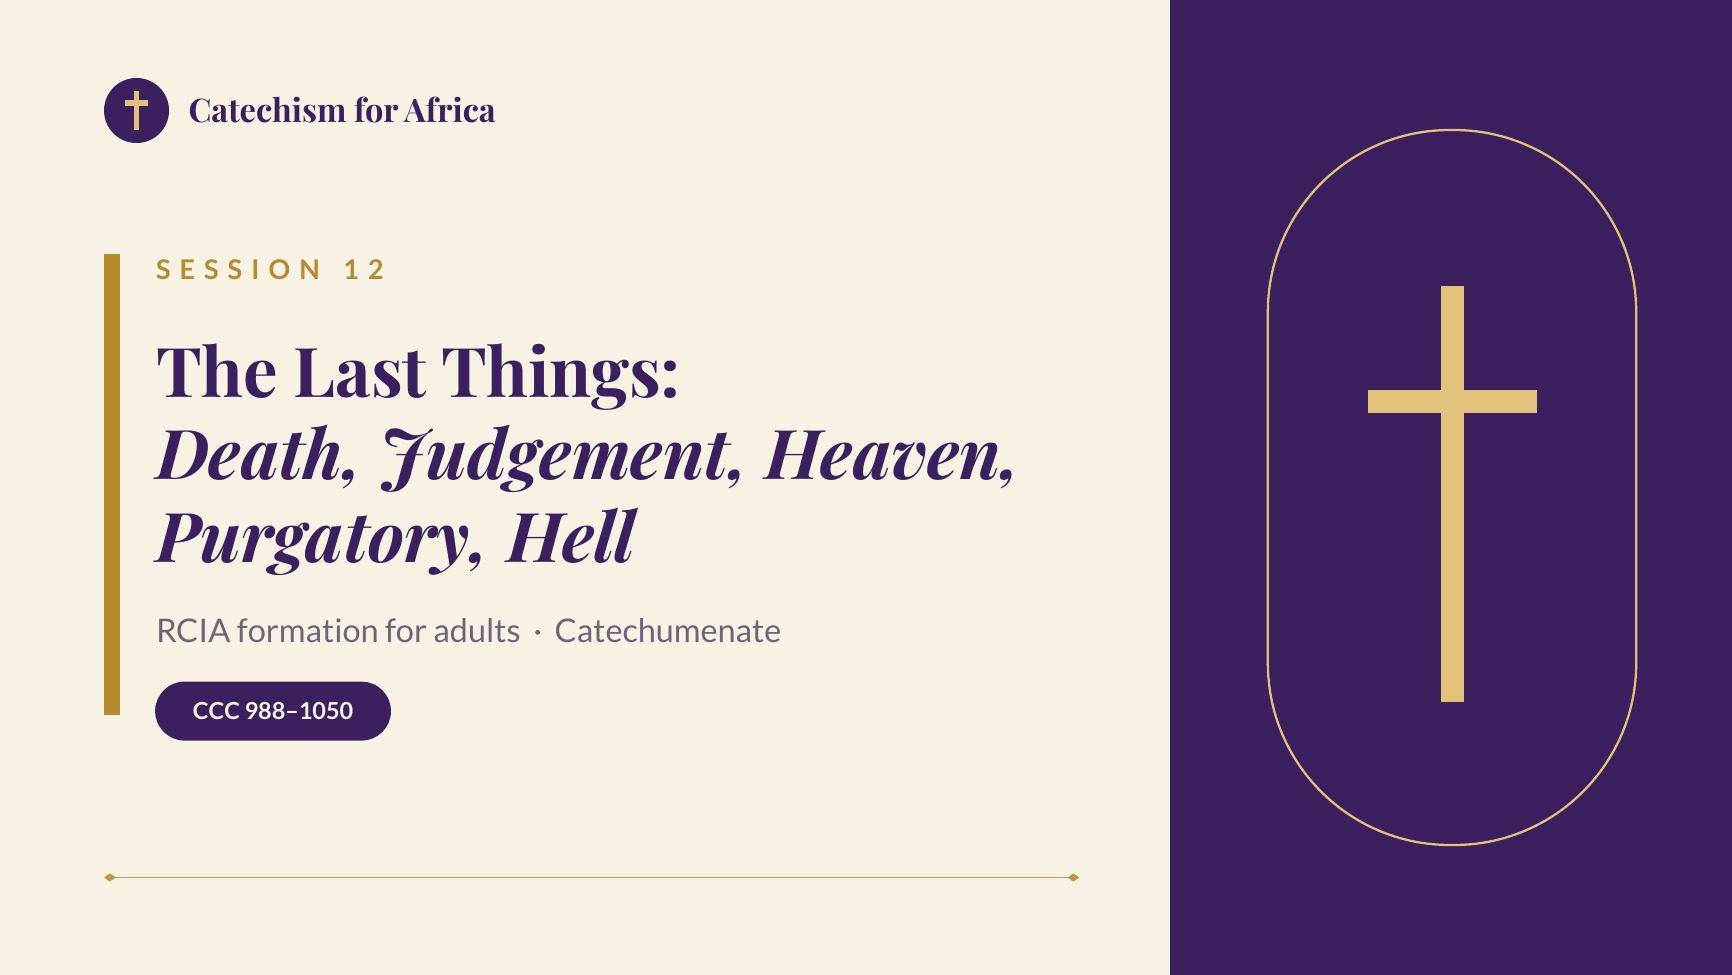 Catechism for Africa
SESSION 12
The Last Things:
Death, Judgement, Heaven,
Purgatory, Hell
RCIA formation for adults · Catechumenate
CCC 988–1050